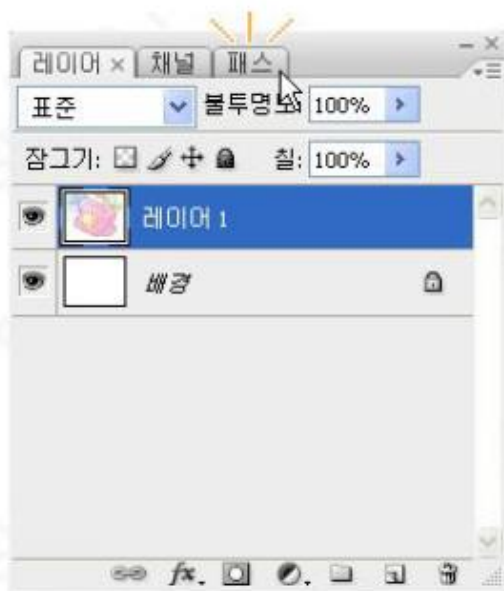 레이어 × 채널 패스
표준 불투명도: 100%
잠그기: 칠: 100%
레이어 1
배경
fx.